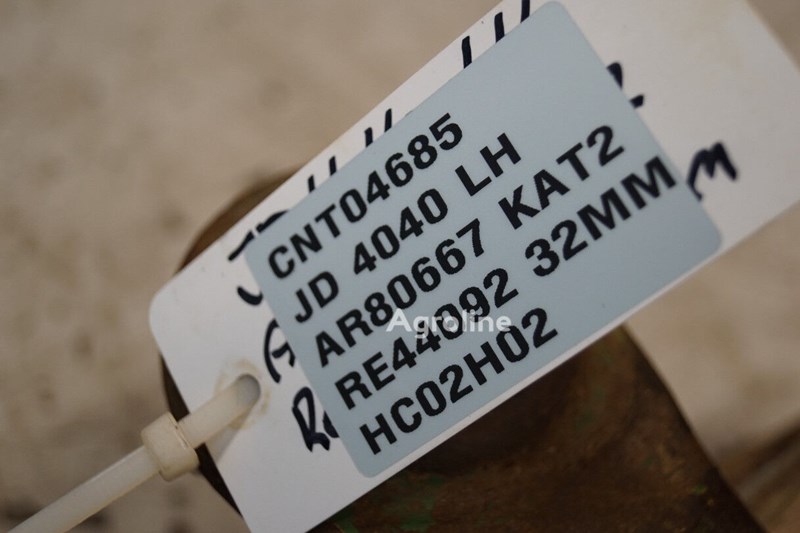 CNT04685
JD 4040 LH
AR80667 KAT2
RE44092 32MM
HC02H02
Agroline